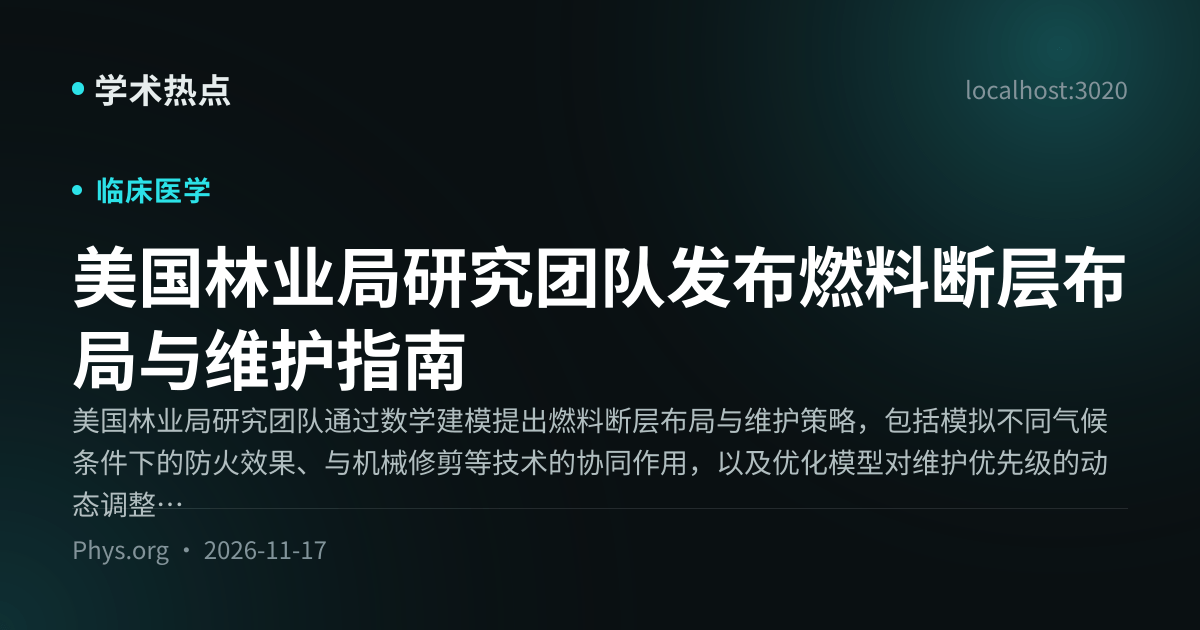 学术热点
localhost:3020
临床医学
美国林业局研究团队发布燃料断层布
局与维护指南
美国林业局研究团队通过数学建模提出燃料断层布局与维护策略，包括模拟不同气候
条件下的防火效果、与机械修剪等技术的协同作用，以及优化模型对维护优先级的动
态调整…
Phys.org • 2026-11-17